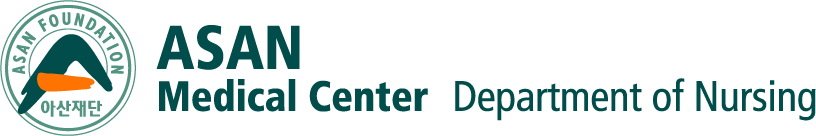 ASAN FOUNDATION
아산재단
ASAN
Medical Center Department of Nursing